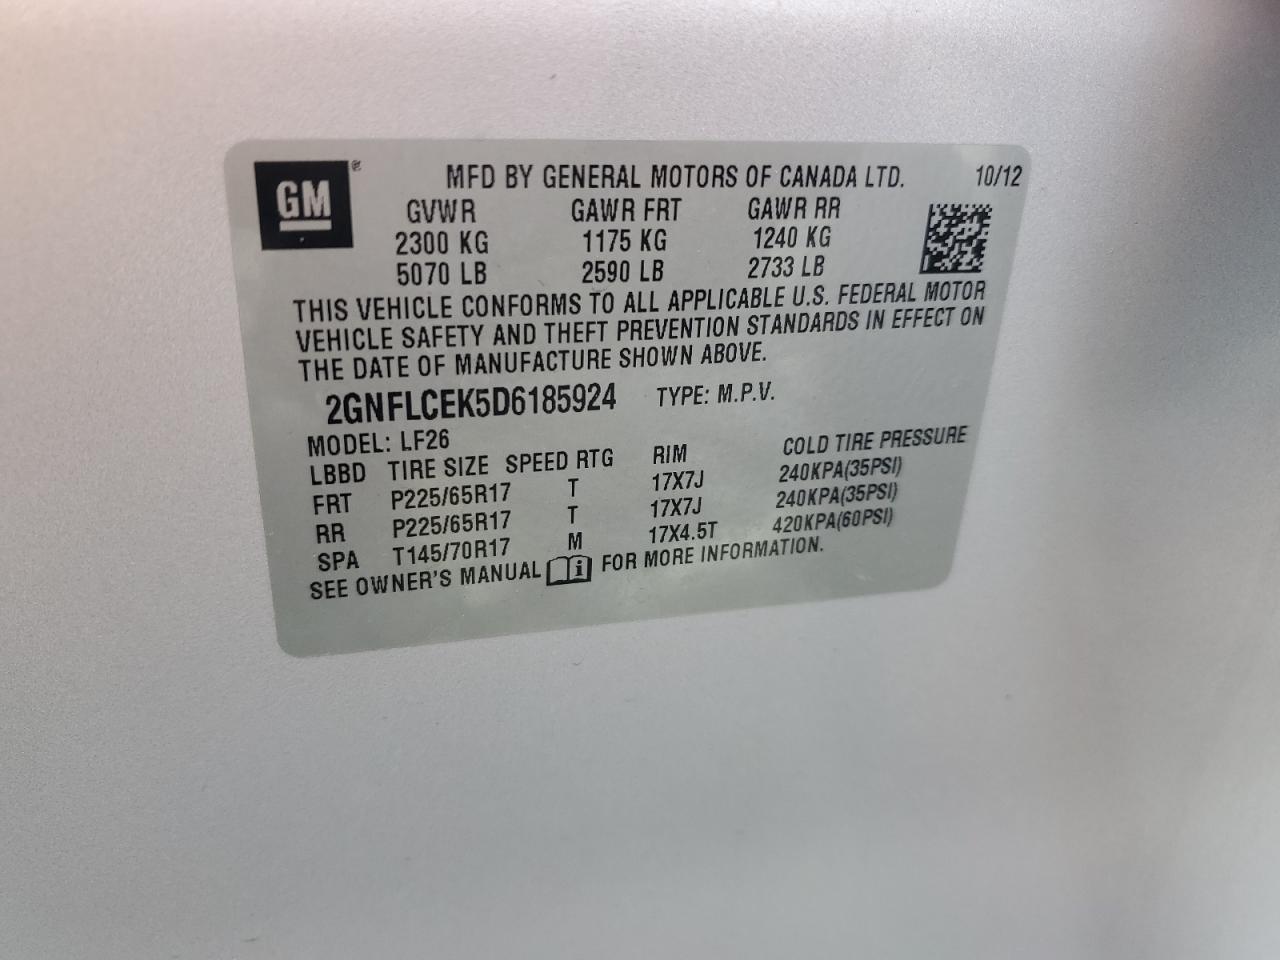 GM ®
MFD BY GENERAL MOTORS OF CANADA LTD. 10/12
GVWR GAWR FRT GAWR RR
2300 KG 1175 KG 1240 KG
5070 LB 2590 LB 2733 LB
THIS VEHICLE CONFORMS TO ALL APPLICABLE U.S. FEDERAL MOTOR
VEHICLE SAFETY AND THEFT PREVENTION STANDARDS IN EFFECT ON
THE DATE OF MANUFACTURE SHOWN ABOVE.
2GNFLCEK5D6185924 TYPE: M.P.V.
MODEL: LF26
LBBD TIRE SIZE SPEED RTG RIM COLD TIRE PRESSURE
FRT P225/65R17 T 17X7J 240KPA(35PSI)
RR P225/65R17 T 17X7J 240KPA(35PSI)
SPA T145/70R17 M 17X4.5T 420KPA(60PSI)
SEE OWNER'S MANUAL i FOR MORE INFORMATION.